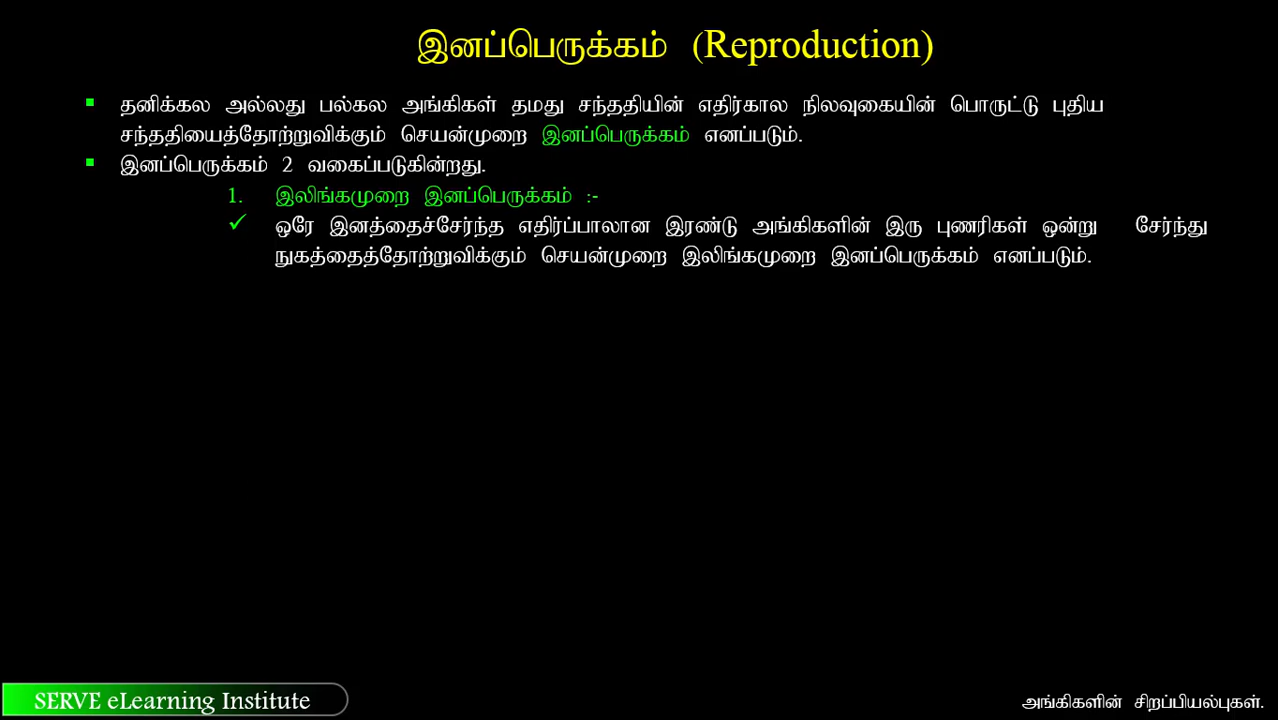 இனப்பெருக்கம் (Reproduction)
தனிக்கல அல்லது பல்கல அங்கிகள் தமது சந்ததியின் எதிர்கால நிலவுகையின் பொருட்டு புதிய
சந்ததியைத்தோற்றுவிக்கும் செயன்முறை இனப்பெருக்கம் எனப்படும்.
இனப்பெருக்கம் 2 வகைப்படுகின்றது.
1. இலிங்கமுறை இனப்பெருக்கம் :-
ஒரே இனத்தைச்சேர்ந்த எதிர்ப்பாலான இரண்டு அங்கிகளின் இரு புணரிகள் ஒன்று சேர்ந்து
நுகத்தைத்தோற்றுவிக்கும் செயன்முறை இலிங்கமுறை இனப்பெருக்கம் எனப்படும்.
SERVE eLearning Institute
அங்கிகளின் சிறப்பியல்புகள்.